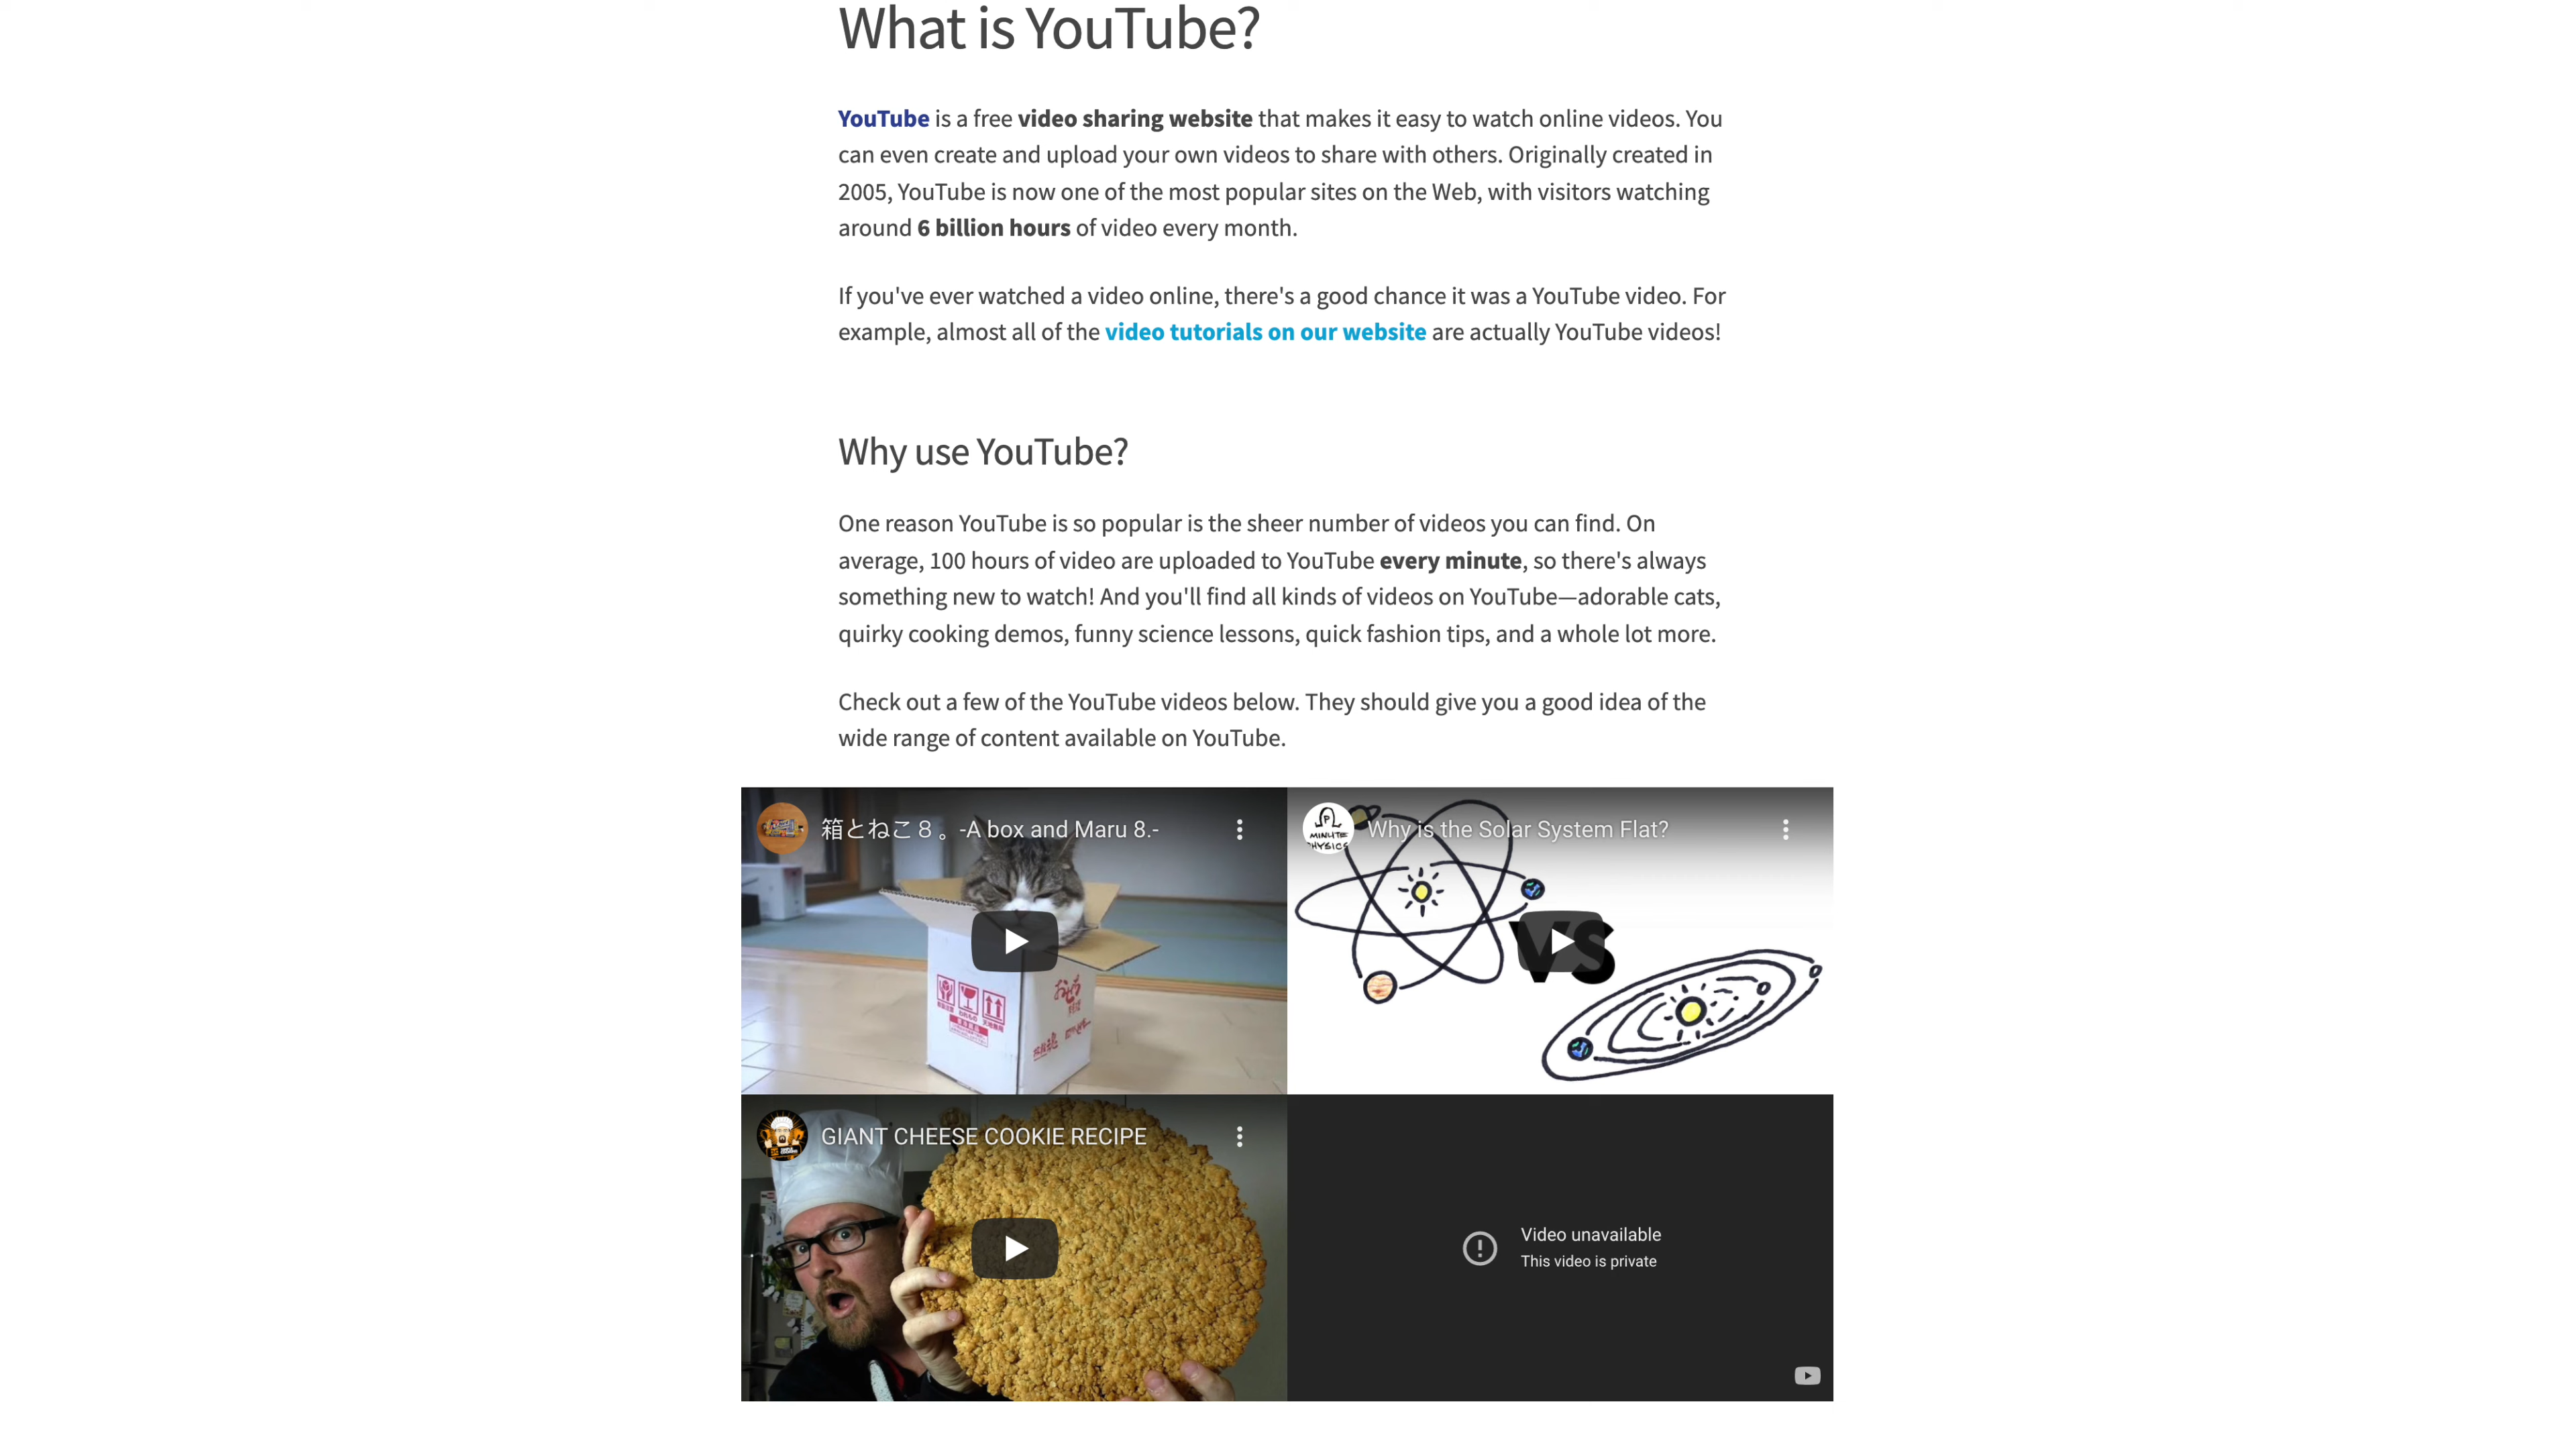 What is YouTube?
YouTube is a free video sharing website that makes it easy to watch online videos. You
can even create and upload your own videos to share with others. Originally created in
2005, YouTube is now one of the most popular sites on the Web, with visitors watching
around 6 billion hours of video every month.
If you've ever watched a video online, there's a good chance it was a YouTube video. For
example, almost all of the video tutorials on our website are actually YouTube videos!
Why use YouTube?
One reason YouTube is so popular is the sheer number of videos you can find. On
average, 100 hours of video are uploaded to YouTube every minute, so there's always
something new to watch! And you'll find all kinds of videos on YouTube—adorable cats,
quirky cooking demos, funny science lessons, quick fashion tips, and a whole lot more.
Check out a few of the YouTube videos below. They should give you a good idea of the
wide range of content available on YouTube.
箱とねこ８。-A box and Maru 8.-
MINUTE
PHYSICS
Why is the Solar System Flat?
VS
GIANT CHEESE COOKIE RECIPE
Video unavailable
This video is private